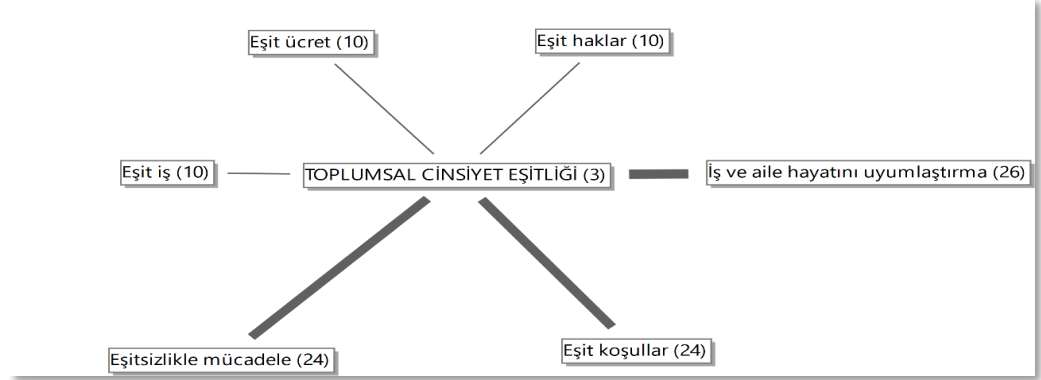 Eşit ücret (10)
Eşit haklar (10)
Eşit iş (10)
TOPLUMSAL CİNSİYET EŞİTLİĞİ (3)
İş ve aile hayatını uyumlaştırma (26)
Eşitsizlikle mücadele (24)
Eşit koşullar (24)